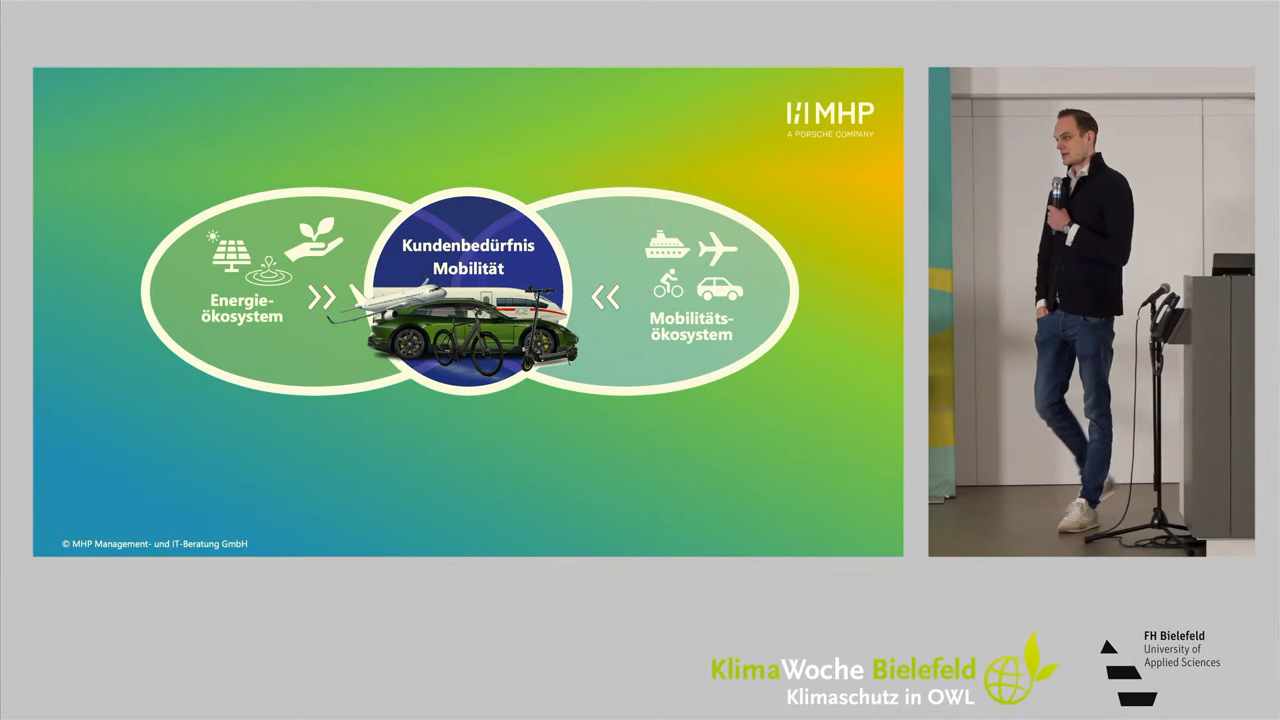 MHP
A PORSCHE COMPANY
Kundenbedürfnis
Mobilität
Energie-
ökosystem
Mobilitäts-
ökosystem
ICE
© MHP Management- und IT-Beratung GmbH
KlimaWoche Bielefeld
Klimaschutz in OWL
FH Bielefeld
University of
Applied Sciences